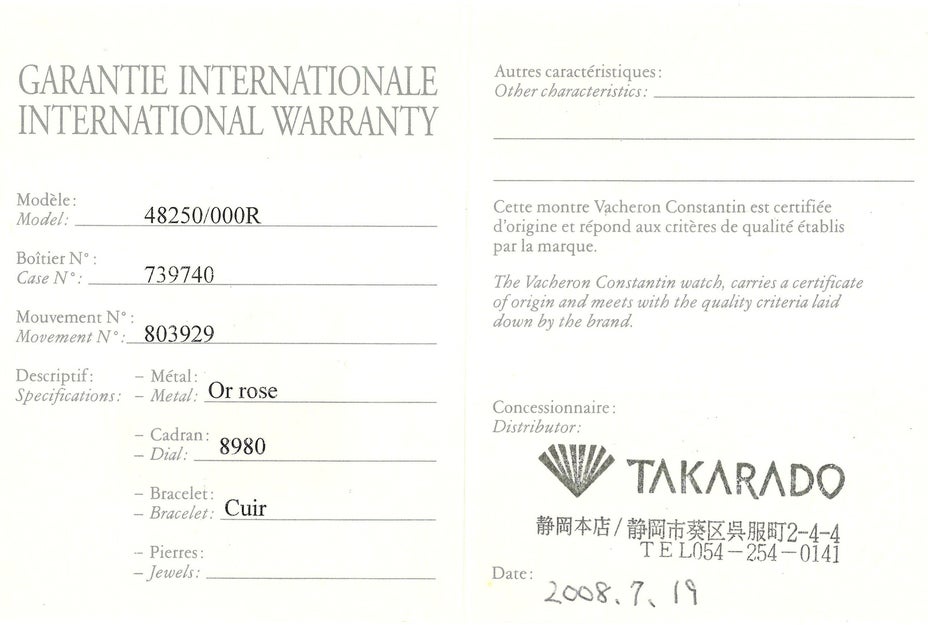 GARANTIE INTERNATIONALE
INTERNATIONAL WARRANTY
Modèle:
Model: 48250/000R
Boîtier N°:
Case N°: 739740
Mouvement N°:
Movement N°: 803929
Descriptif: – Métal:
Specifications: – Metal: Or rose
– Cadran:
– Dial: 8980
– Bracelet:
– Bracelet: Cuir
– Pierres:
– Jewels:
Autres caractéristiques:
Other characteristics:
Cette montre Vacheron Constantin est certifiée
d'origine et répond aux critères de qualité établis
par la marque.
The Vacheron Constantin watch, carries a certificate
of origin and meets with the quality criteria laid
down by the brand.
Concessionnaire:
Distributor:
TAKARADO
静岡本店/静岡市葵区呉服町2-4-4
TEL054-254-0141
Date: 2008. 7. 19